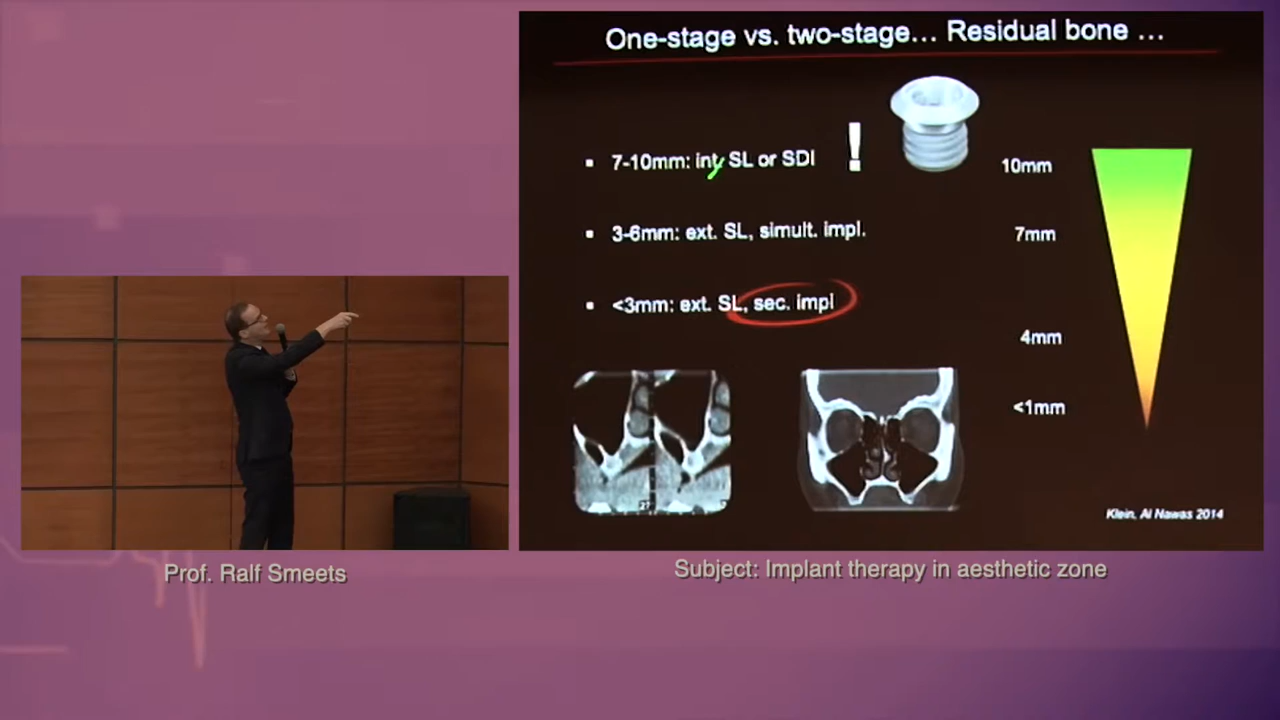 One-stage vs. two-stage... Residual bone ...
▪ 7-10mm: int. SL or SDI
!
10mm
▪ 3-6mm: ext. SL, simult. impl.
7mm
▪ <3mm: ext. SL, sec. impl
4mm
<1mm
27
Klein, Al Nawas 2014
Prof. Ralf Smeets
Subject: Implant therapy in aesthetic zone